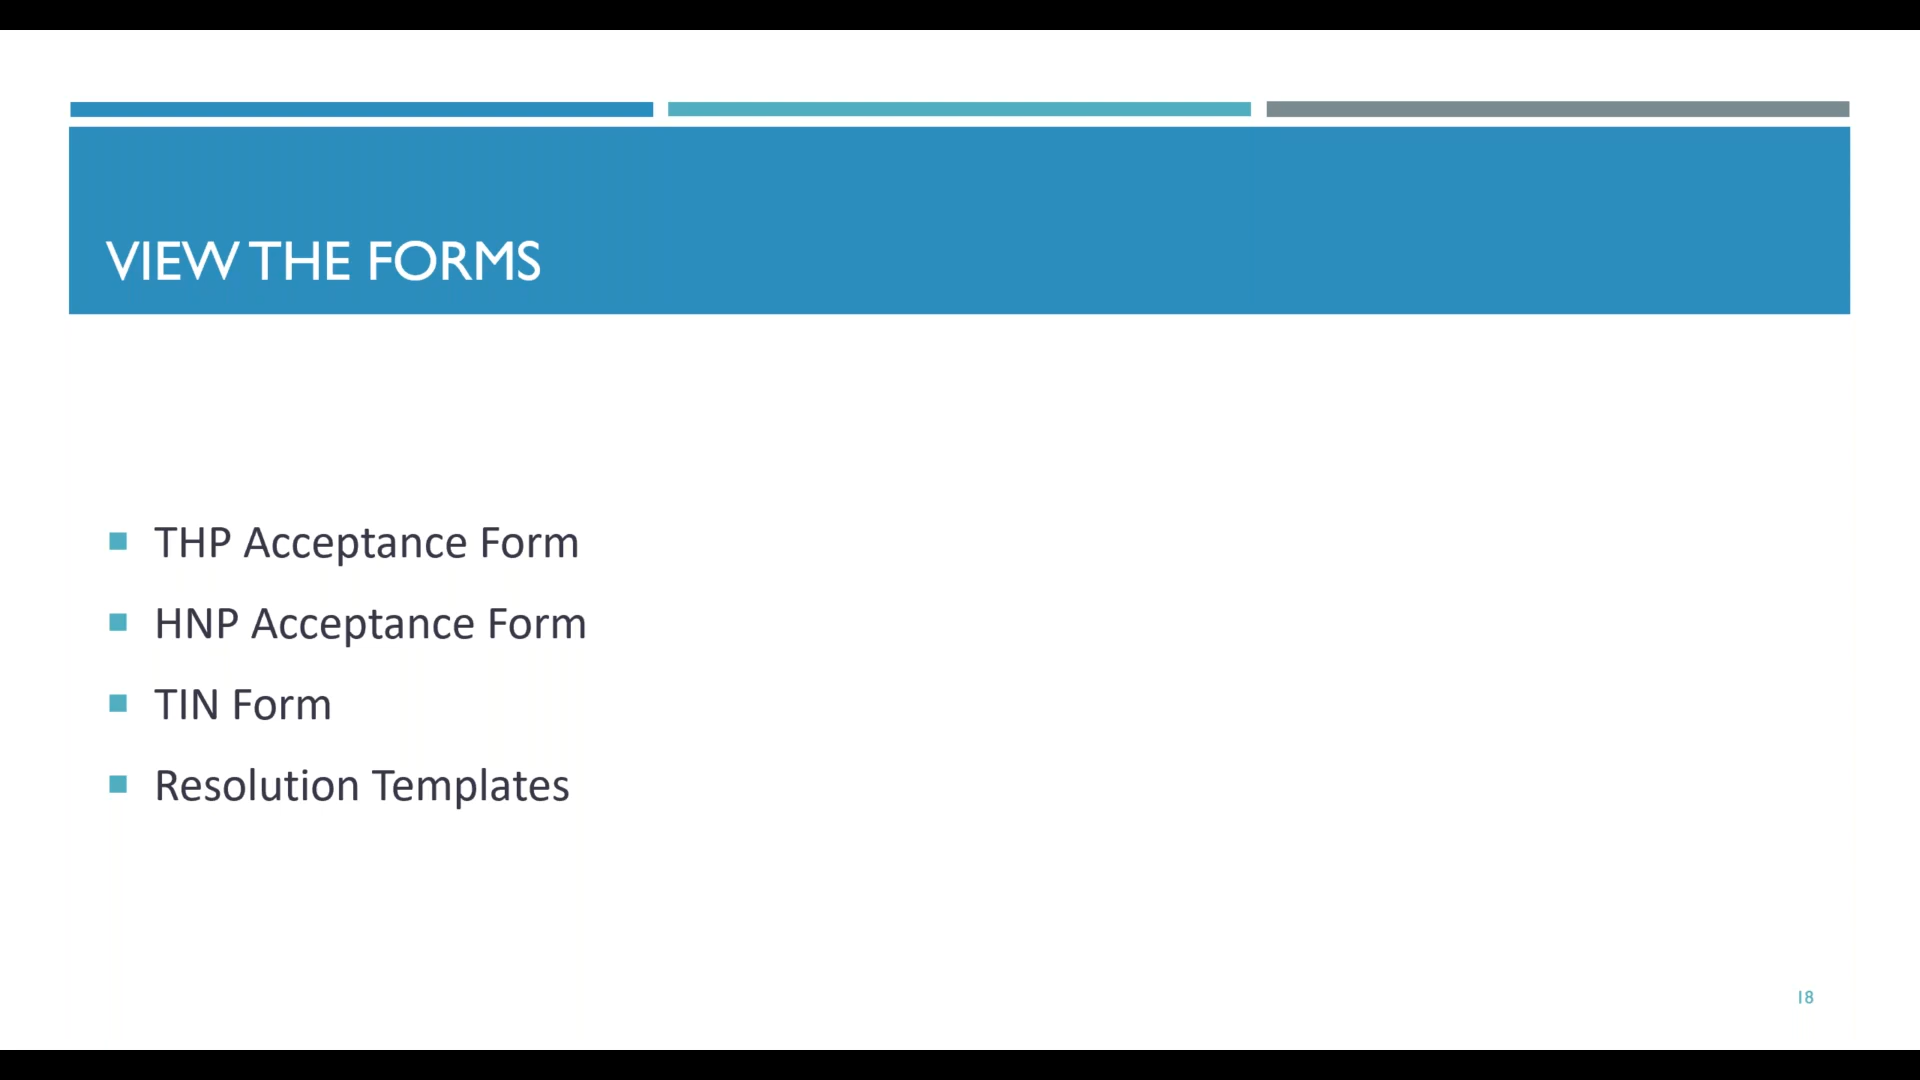 VIEW THE FORMS
THP Acceptance Form
HNP Acceptance Form
TIN Form
Resolution Templates
18